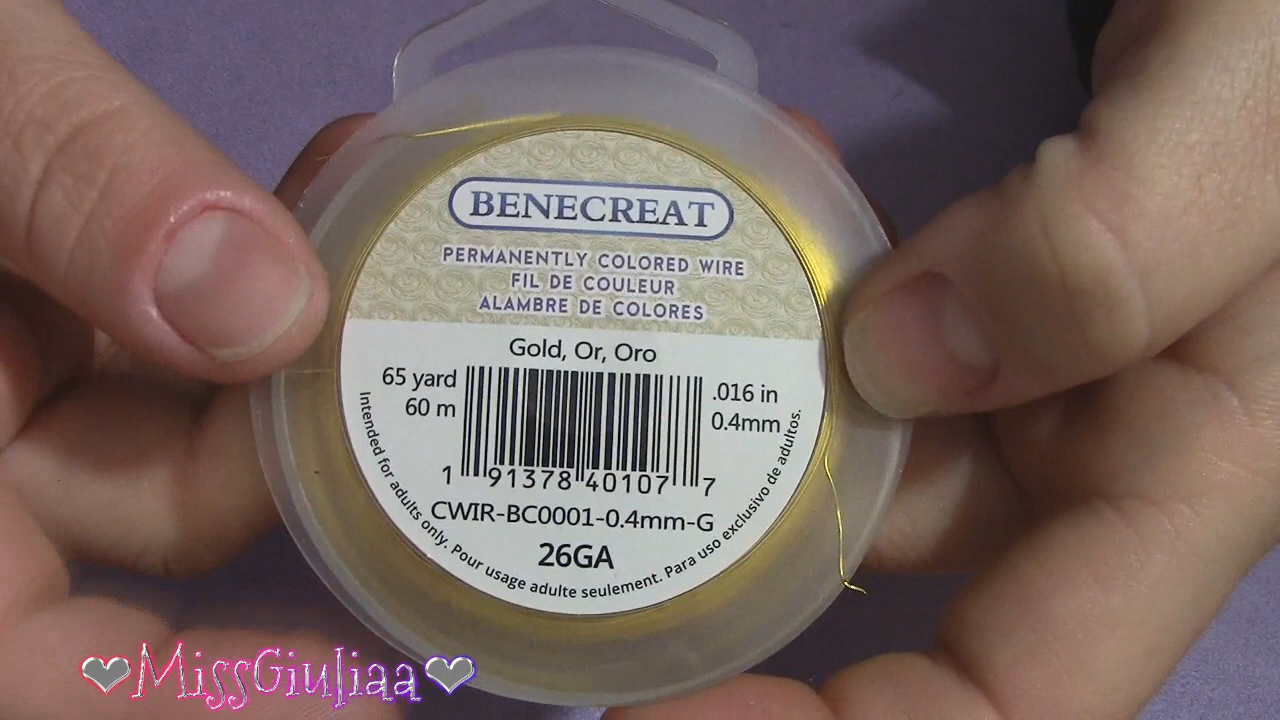 BENECREAT
PERMANENTLY COLORED WIRE
FIL DE COULEUR
ALAMBRE DE COLORES
Gold, Or, Oro
65 yard
60 m
.016 in
0.4mm
1 91378 40107 7
CWIR-BC0001-0.4mm-G
26GA
Intended for adults only. Pour usage adulte seulement. Para uso exclusivo de adultos.
❤MissGiuliaa❤